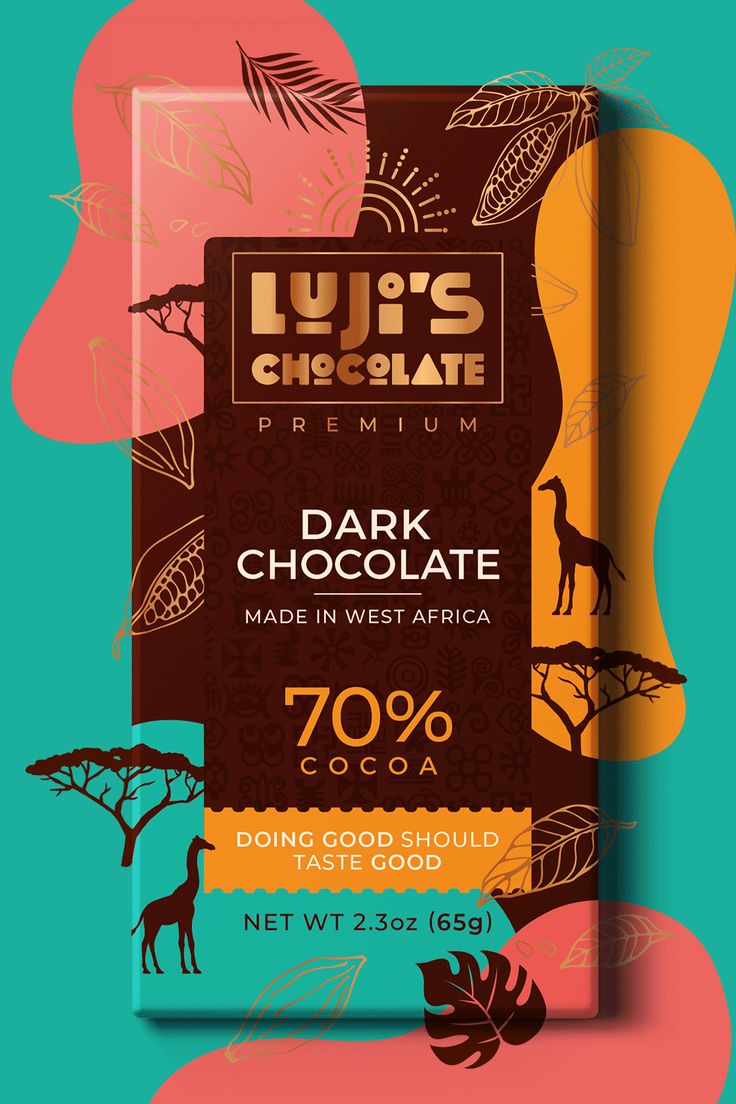 LUJI'S
CHOCOLATE
PREMIUM
DARK
CHOCOLATE
MADE IN WEST AFRICA
70%
COCOA
DOING GOOD SHOULD
TASTE GOOD
NET WT 2.3oz (65g)